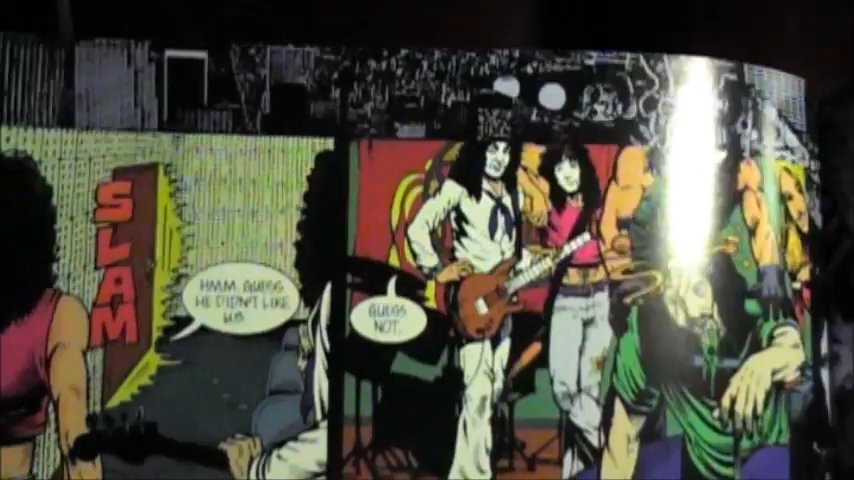 SLAM
HMM. GUESS
HE DIDN'T LIKE
US.
GUESS
NOT.